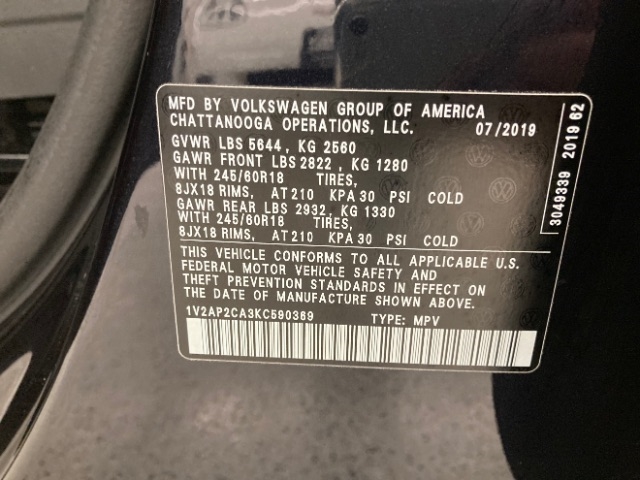 MFD BY VOLKSWAGEN GROUP OF AMERICA
CHATTANOOGA OPERATIONS, LLC. 07/2019
GVWR LBS 5644 , KG 2560
GAWR FRONT LBS 2822 , KG 1280
WITH 245/60R18 TIRES,
8JX18 RIMS, AT 210 KPA 30 PSI COLD
GAWR REAR LBS 2932 , KG 1330
WITH 245/60R18 TIRES,
8JX18 RIMS, AT 210 KPA 30 PSI COLD
THIS VEHICLE CONFORMS TO ALL APPLICABLE U.S.
FEDERAL MOTOR VEHICLE SAFETY AND
THEFT PREVENTION STANDARDS IN EFFECT ON
THE DATE OF MANUFACTURE SHOWN ABOVE.
1V2AP2CA3KC590369 TYPE: MPV
3049339 2019 62